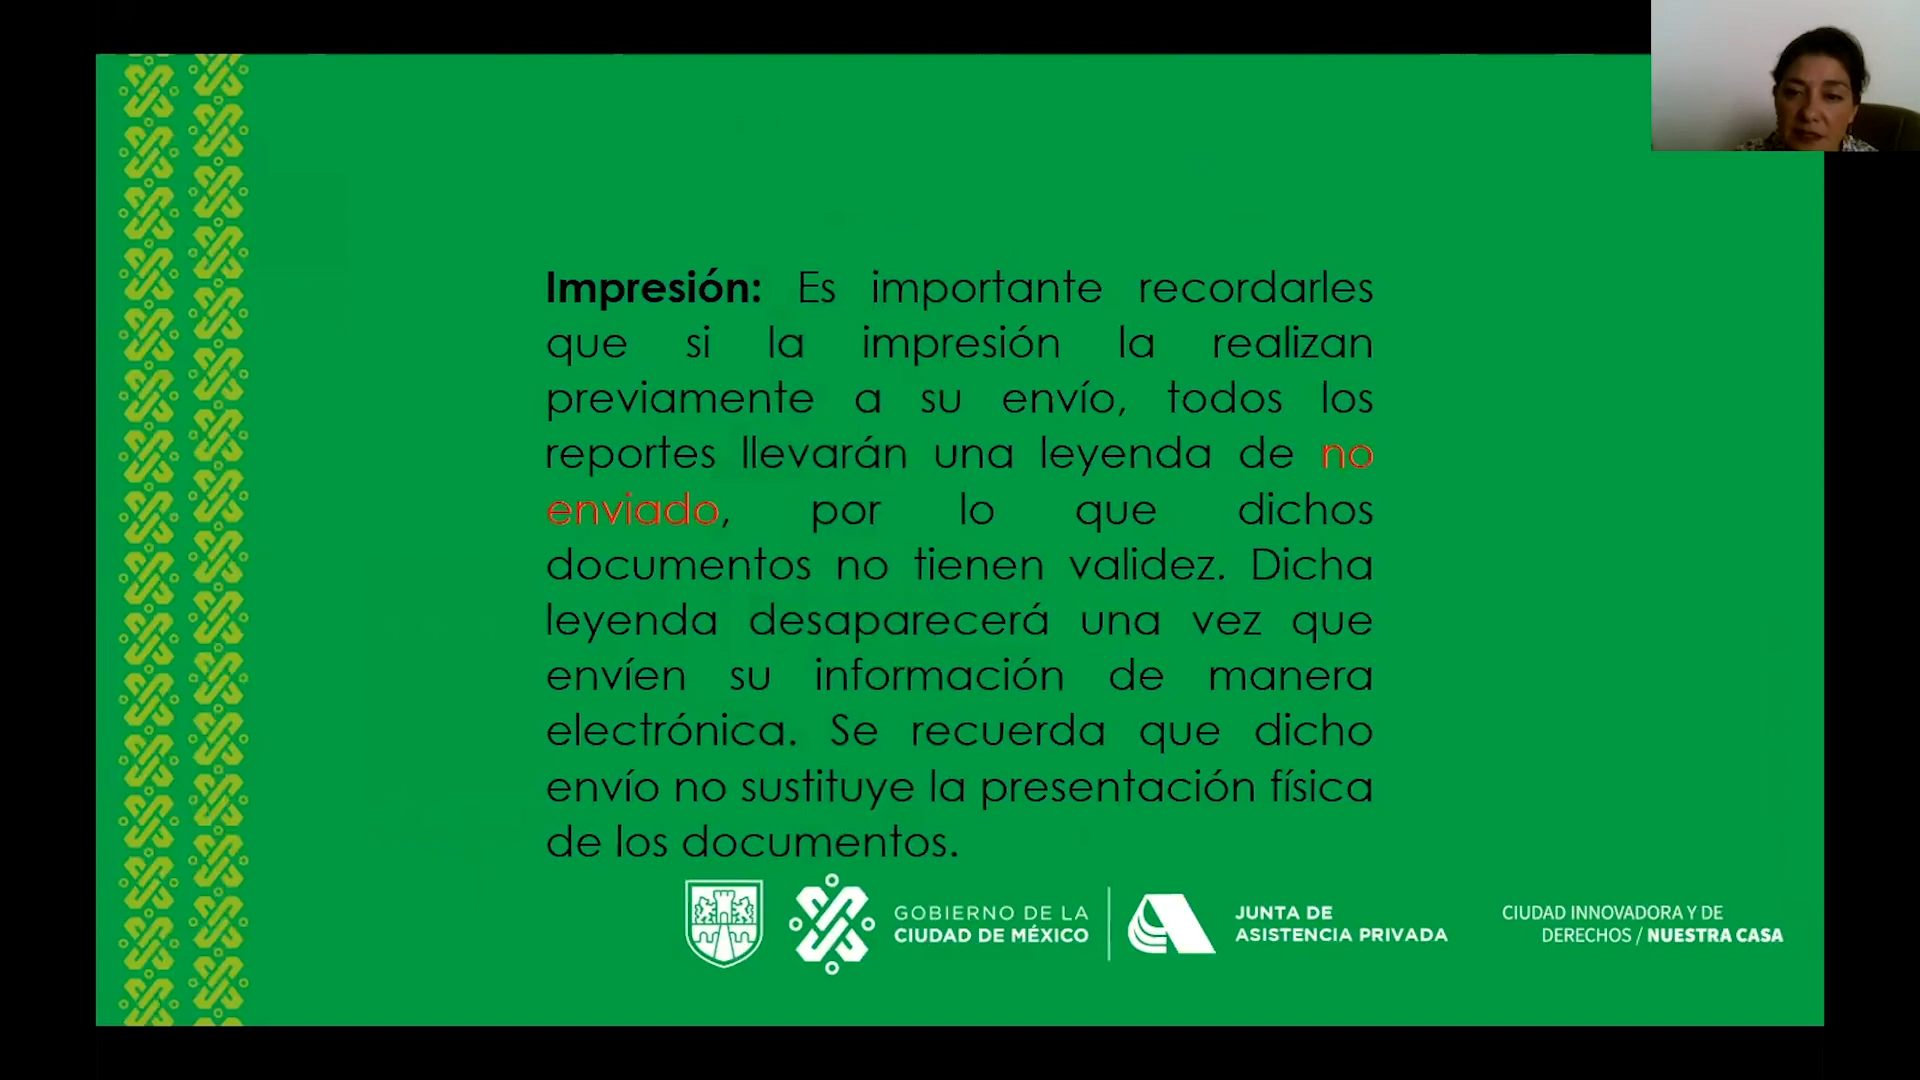 Impresión: Es importante recordarles
que si la impresión la realizan
previamente a su envío, todos los
reportes llevarán una leyenda de no
enviado, por lo que dichos
documentos no tienen validez. Dicha
leyenda desaparecerá una vez que
envíen su información de manera
electrónica. Se recuerda que dicho
envío no sustituye la presentación física
de los documentos.
GOBIERNO DE LA
CIUDAD DE MÉXICO
JUNTA DE
ASISTENCIA PRIVADA
CIUDAD INNOVADORA Y DE
DERECHOS / NUESTRA CASA